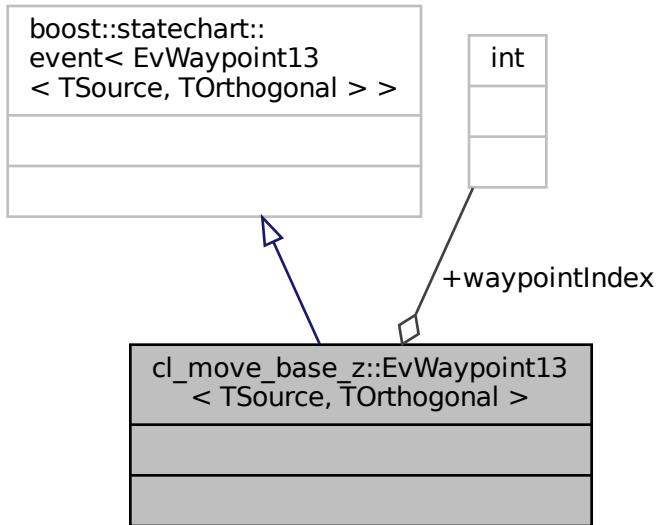 boost::statechart::
event< EvWaypoint13
< TSource, TOrthogonal > >
int
+waypointIndex
cl_move_base_z::EvWaypoint13
< TSource, TOrthogonal >